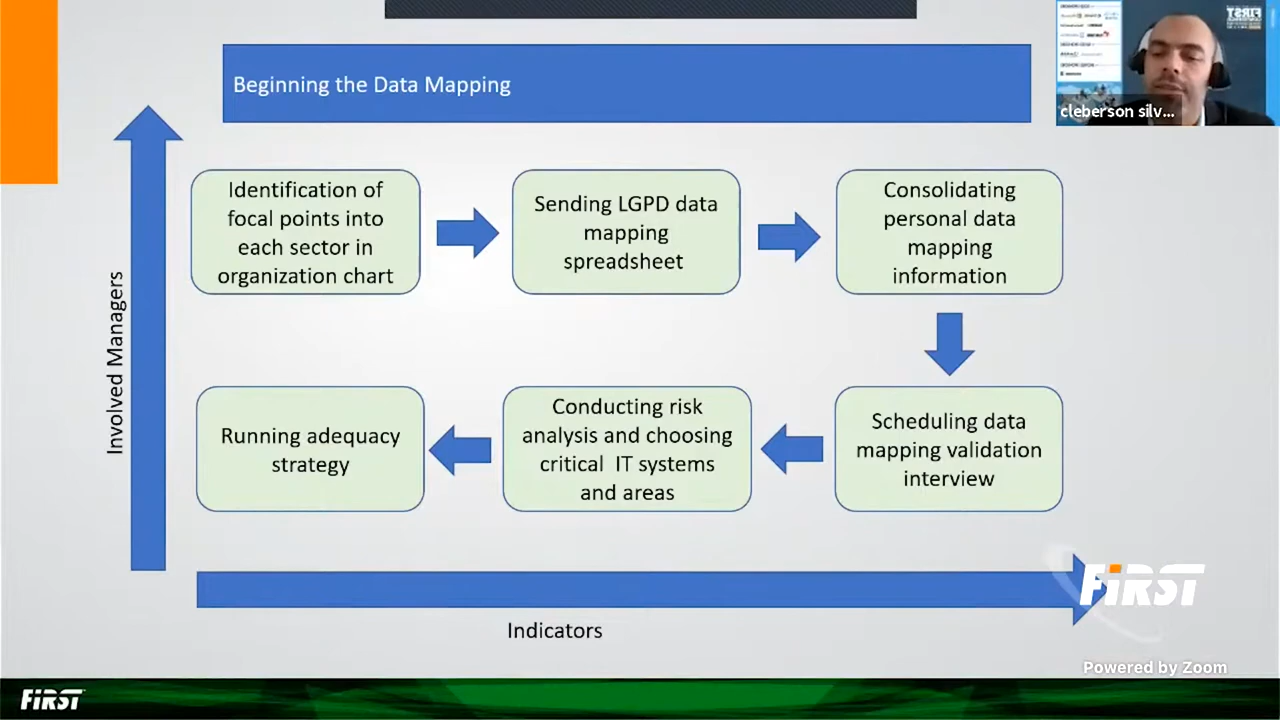 Beginning the Data Mapping
cleberson silv...
Identification of
focal points into
each sector in
organization chart
Sending LGPD data
mapping
spreadsheet
Consolidating
personal data
mapping
information
Involved Managers
Running adequacy
strategy
Conducting risk
analysis and choosing
critical IT systems
and areas
Scheduling data
mapping validation
interview
FiRST
Indicators
Powered by Zoom
FiRST